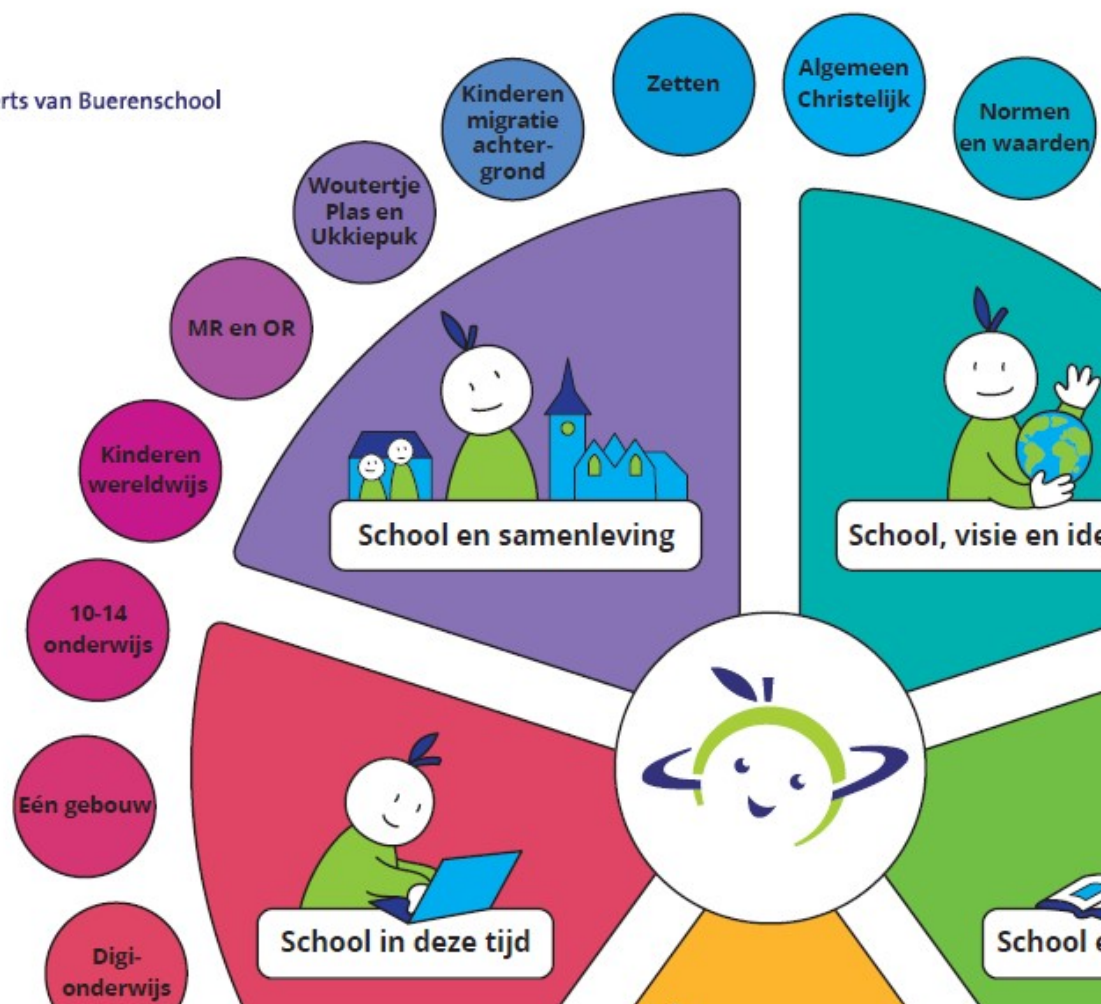 rts van Buerenschool
Zetten
Algemeen
Christelijk
Kinderen
migratie
achter-
grond
Normen
en waarden
Woutertje
Plas en
Ukkiepuk
MR en OR
Kinderen
wereldwijs
School en samenleving
School, visie en ide
10-14
onderwijs
Eén gebouw
School in deze tijd
School e
Digi-
onderwijs